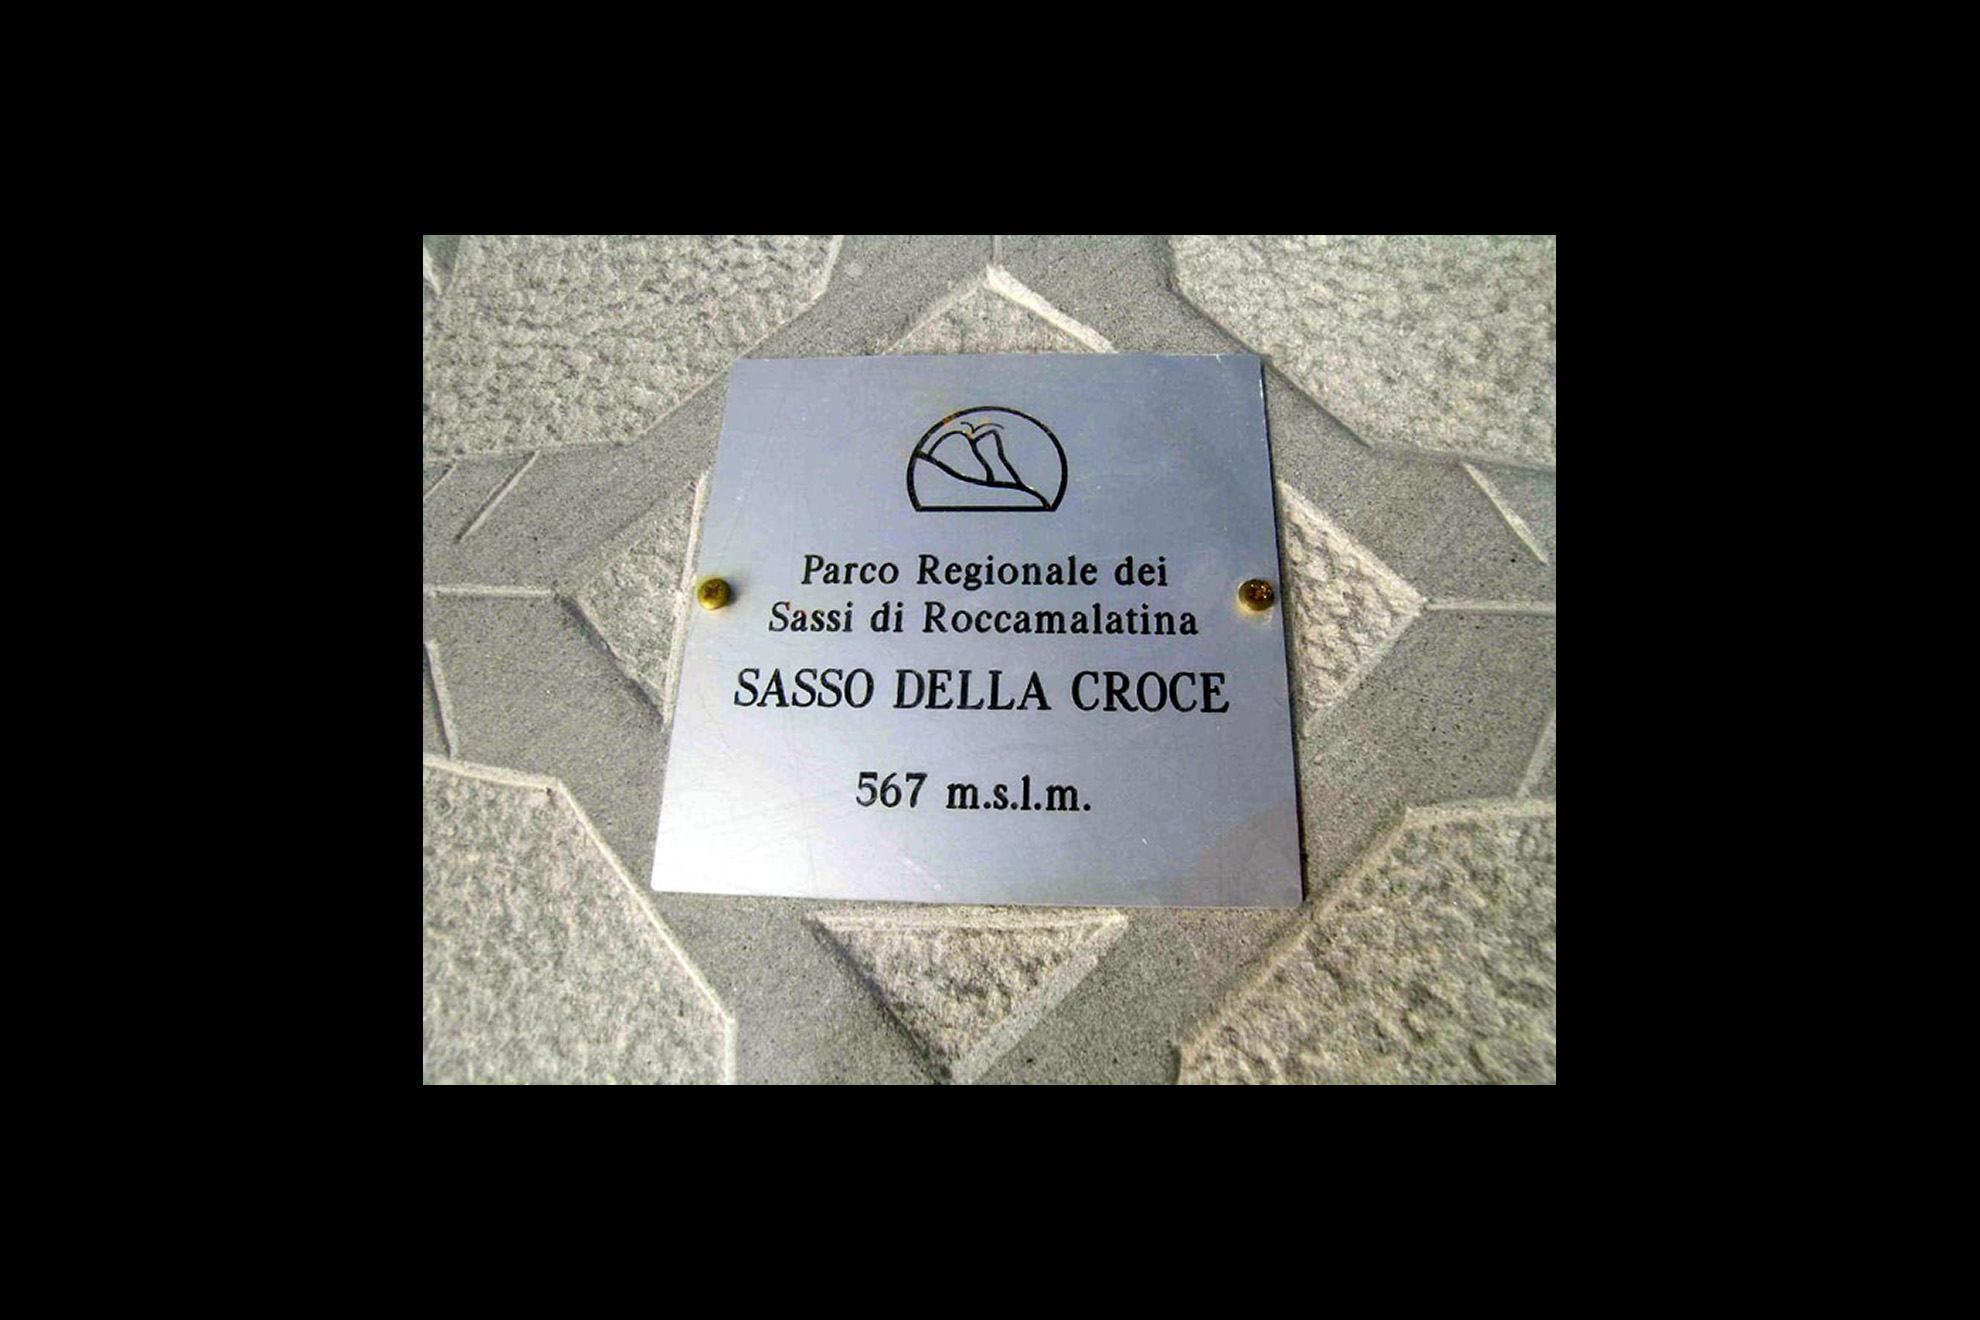 Parco Regionale dei
Sassi di Roccamalatina
SASSO DELLA CROCE
567 m.s.l.m.